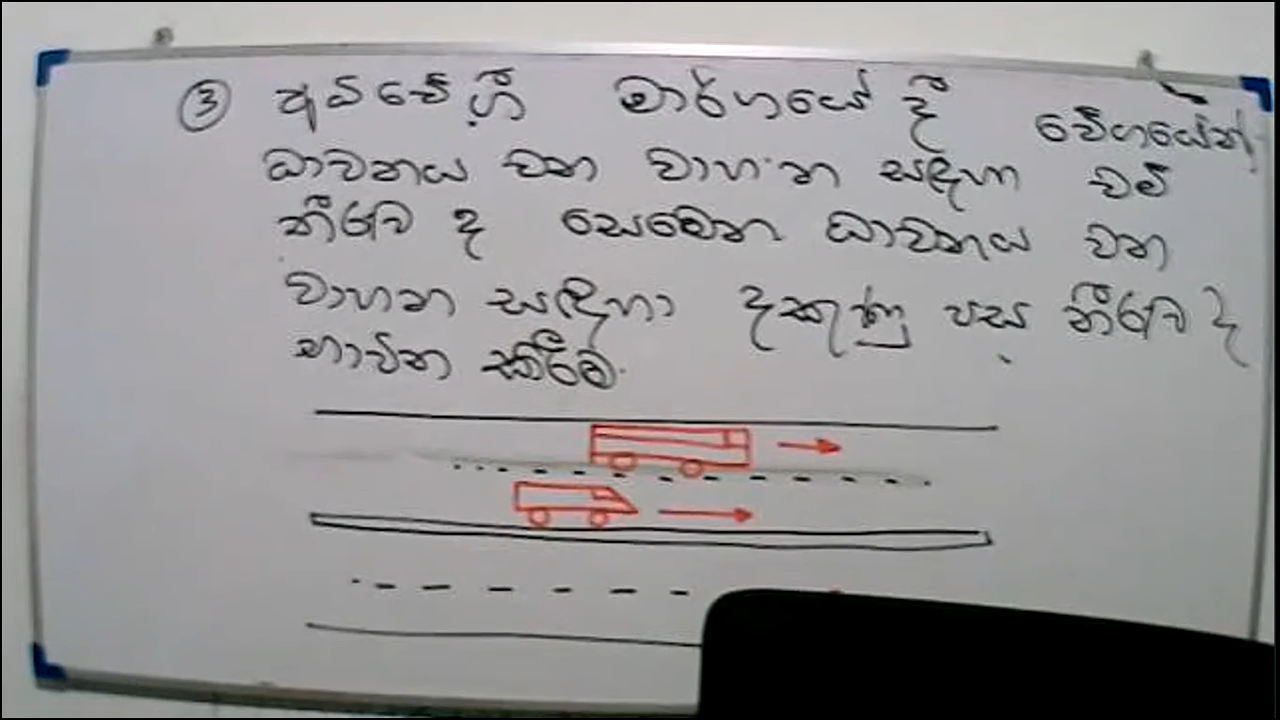 ③ අධිවේගී මාර්ගයේ දී වේගයෙන්
ධාවනය වන වාහන සඳහා වම්
තීරුව ද සෙමෙන ධාවනය වන
වාහන සඳහා දකුණු පස තීරුව ද
භාවිත කිරීම.